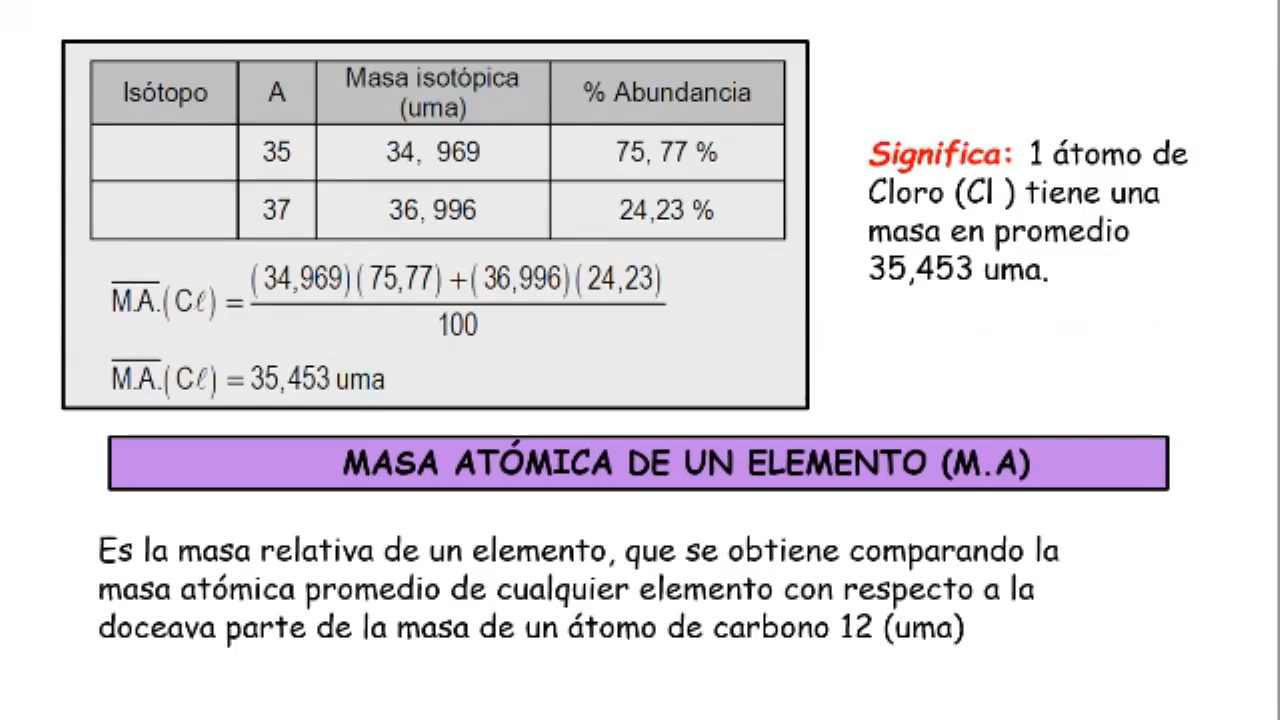 Isótopo A Masa isotópica (uma) % Abundancia
35 34, 969 75, 77 %
37 36, 996 24,23 %
M.A.(Cℓ) = (34,969)(75,77)+(36,996)(24,23)
100
M.A.(Cℓ) = 35,453 uma
Significa: 1 átomo de
Cloro (Cl ) tiene una
masa en promedio
35,453 uma.
MASA ATÓMICA DE UN ELEMENTO (M.A)
Es la masa relativa de un elemento, que se obtiene comparando la
masa atómica promedio de cualquier elemento con respecto a la
doceava parte de la masa de un átomo de carbono 12 (uma)